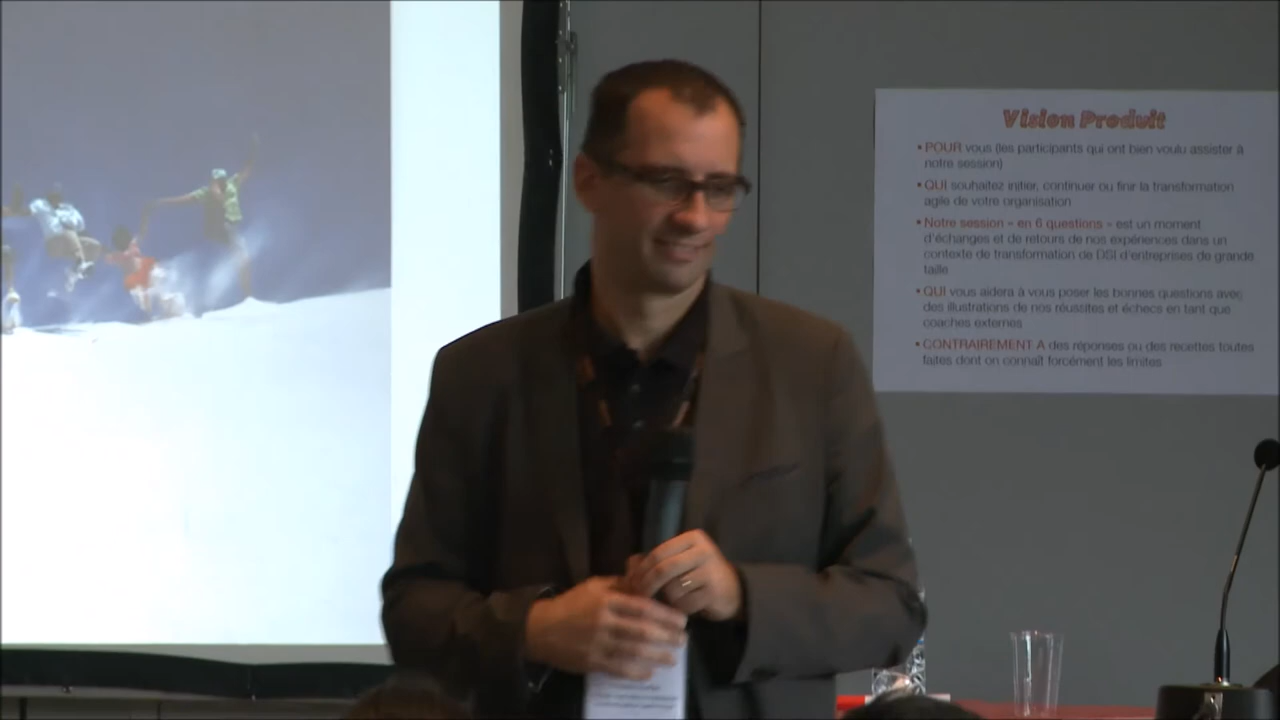 Vision Produit
• POUR vous (les participants qui ont bien voulu assister à
notre session)
• QUI souhaitez initier, continuer ou finir la transformation
agile de votre organisation
• Notre session « en 6 questions » est un moment
d'échanges et de retours de nos expériences dans un
contexte de transformation de DSI d'entreprises de grande
taille
• QUI vous aidera à vous poser les bonnes questions avec
des illustrations de nos réussites et échecs en tant que
coaches externes
• CONTRAIREMENT A des réponses ou des recettes toutes
faites dont on connaît forcément les limites